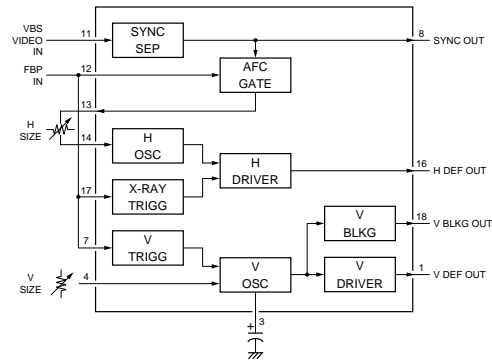 VBS
VIDEO
IN
11
SYNC
SEP
8
SYNC OUT
FBP
IN
12
AFC
GATE
13
H
SIZE
14
H
OSC
H
DRIVER
16
H DEF OUT
17
X-RAY
TRIGG
V
BLKG
18
V BLKG OUT
7
V
TRIGG
V
SIZE
4
V
OSC
V
DRIVER
1
V DEF OUT
+
3